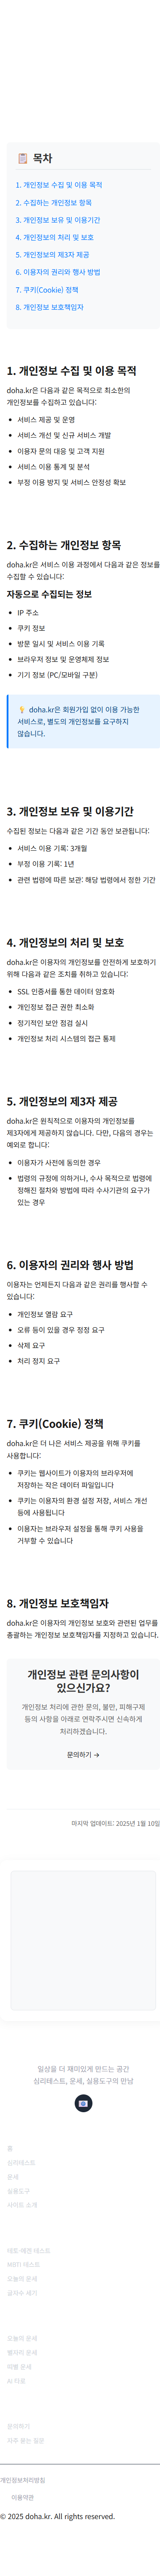 목차
1. 개인정보 수집 및 이용 목적
2. 수집하는 개인정보 항목
3. 개인정보 보유 및 이용기간
4. 개인정보의 처리 및 보호
5. 개인정보의 제3자 제공
6. 이용자의 권리와 행사 방법
7. 쿠키(Cookie) 정책
8. 개인정보 보호책임자
1. 개인정보 수집 및 이용 목적
doha.kr은 다음과 같은 목적으로 최소한의
개인정보를 수집하고 있습니다:
서비스 제공 및 운영
서비스 개선 및 신규 서비스 개발
이용자 문의 대응 및 고객 지원
서비스 이용 통계 및 분석
부정 이용 방지 및 서비스 안정성 확보
2. 수집하는 개인정보 항목
doha.kr은 서비스 이용 과정에서 다음과 같은 정보를
수집할 수 있습니다:
자동으로 수집되는 정보
IP 주소
쿠키 정보
방문 일시 및 서비스 이용 기록
브라우저 정보 및 운영체제 정보
기기 정보 (PC/모바일 구분)
💡 doha.kr은 회원가입 없이 이용 가능한
서비스로, 별도의 개인정보를 요구하지
않습니다.
3. 개인정보 보유 및 이용기간
수집된 정보는 다음과 같은 기간 동안 보관됩니다:
서비스 이용 기록: 3개월
부정 이용 기록: 1년
관련 법령에 따른 보관: 해당 법령에서 정한 기간
4. 개인정보의 처리 및 보호
doha.kr은 이용자의 개인정보를 안전하게 보호하기
위해 다음과 같은 조치를 취하고 있습니다:
SSL 인증서를 통한 데이터 암호화
개인정보 접근 권한 최소화
정기적인 보안 점검 실시
개인정보 처리 시스템의 접근 통제
5. 개인정보의 제3자 제공
doha.kr은 원칙적으로 이용자의 개인정보를
제3자에게 제공하지 않습니다. 다만, 다음의 경우는
예외로 합니다:
이용자가 사전에 동의한 경우
법령의 규정에 의하거나, 수사 목적으로 법령에
정해진 절차와 방법에 따라 수사기관의 요구가
있는 경우
6. 이용자의 권리와 행사 방법
이용자는 언제든지 다음과 같은 권리를 행사할 수
있습니다:
개인정보 열람 요구
오류 등이 있을 경우 정정 요구
삭제 요구
처리 정지 요구
7. 쿠키(Cookie) 정책
doha.kr은 더 나은 서비스 제공을 위해 쿠키를
사용합니다:
쿠키는 웹사이트가 이용자의 브라우저에
저장하는 작은 데이터 파일입니다
쿠키는 이용자의 환경 설정 저장, 서비스 개선
등에 사용됩니다
이용자는 브라우저 설정을 통해 쿠키 사용을
거부할 수 있습니다
8. 개인정보 보호책임자
doha.kr은 이용자의 개인정보 보호와 관련된 업무를
총괄하는 개인정보 보호책임자를 지정하고 있습니다.
개인정보 관련 문의사항이
있으신가요?
개인정보 처리에 관한 문의, 불만, 피해구제
등의 사항을 아래로 연락주시면 신속하게
처리하겠습니다.
문의하기 →
마지막 업데이트: 2025년 1월 10일
일상을 더 재미있게 만드는 공간
심리테스트, 운세, 실용도구의 만남
홈
심리테스트
운세
실용도구
사이트 소개
테토-에겐 테스트
MBTI 테스트
오늘의 운세
글자수 세기
오늘의 운세
별자리 운세
띠별 운세
AI 타로
문의하기
자주 묻는 질문
개인정보처리방침
이용약관
© 2025 doha.kr. All rights reserved.